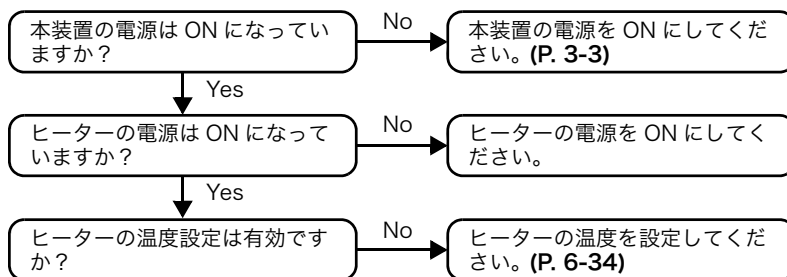 本装置の電源は ON になってい
ますか？
No
本装置の電源を ON にしてくだ
さい。(P. 3-3)
Yes
ヒーターの電源は ON になって
いますか？
No
ヒーターの電源を ON にしてく
ださい。
Yes
ヒーターの温度設定は有効です
か？
No
ヒーターの温度を設定してくだ
さい。(P. 6-34)